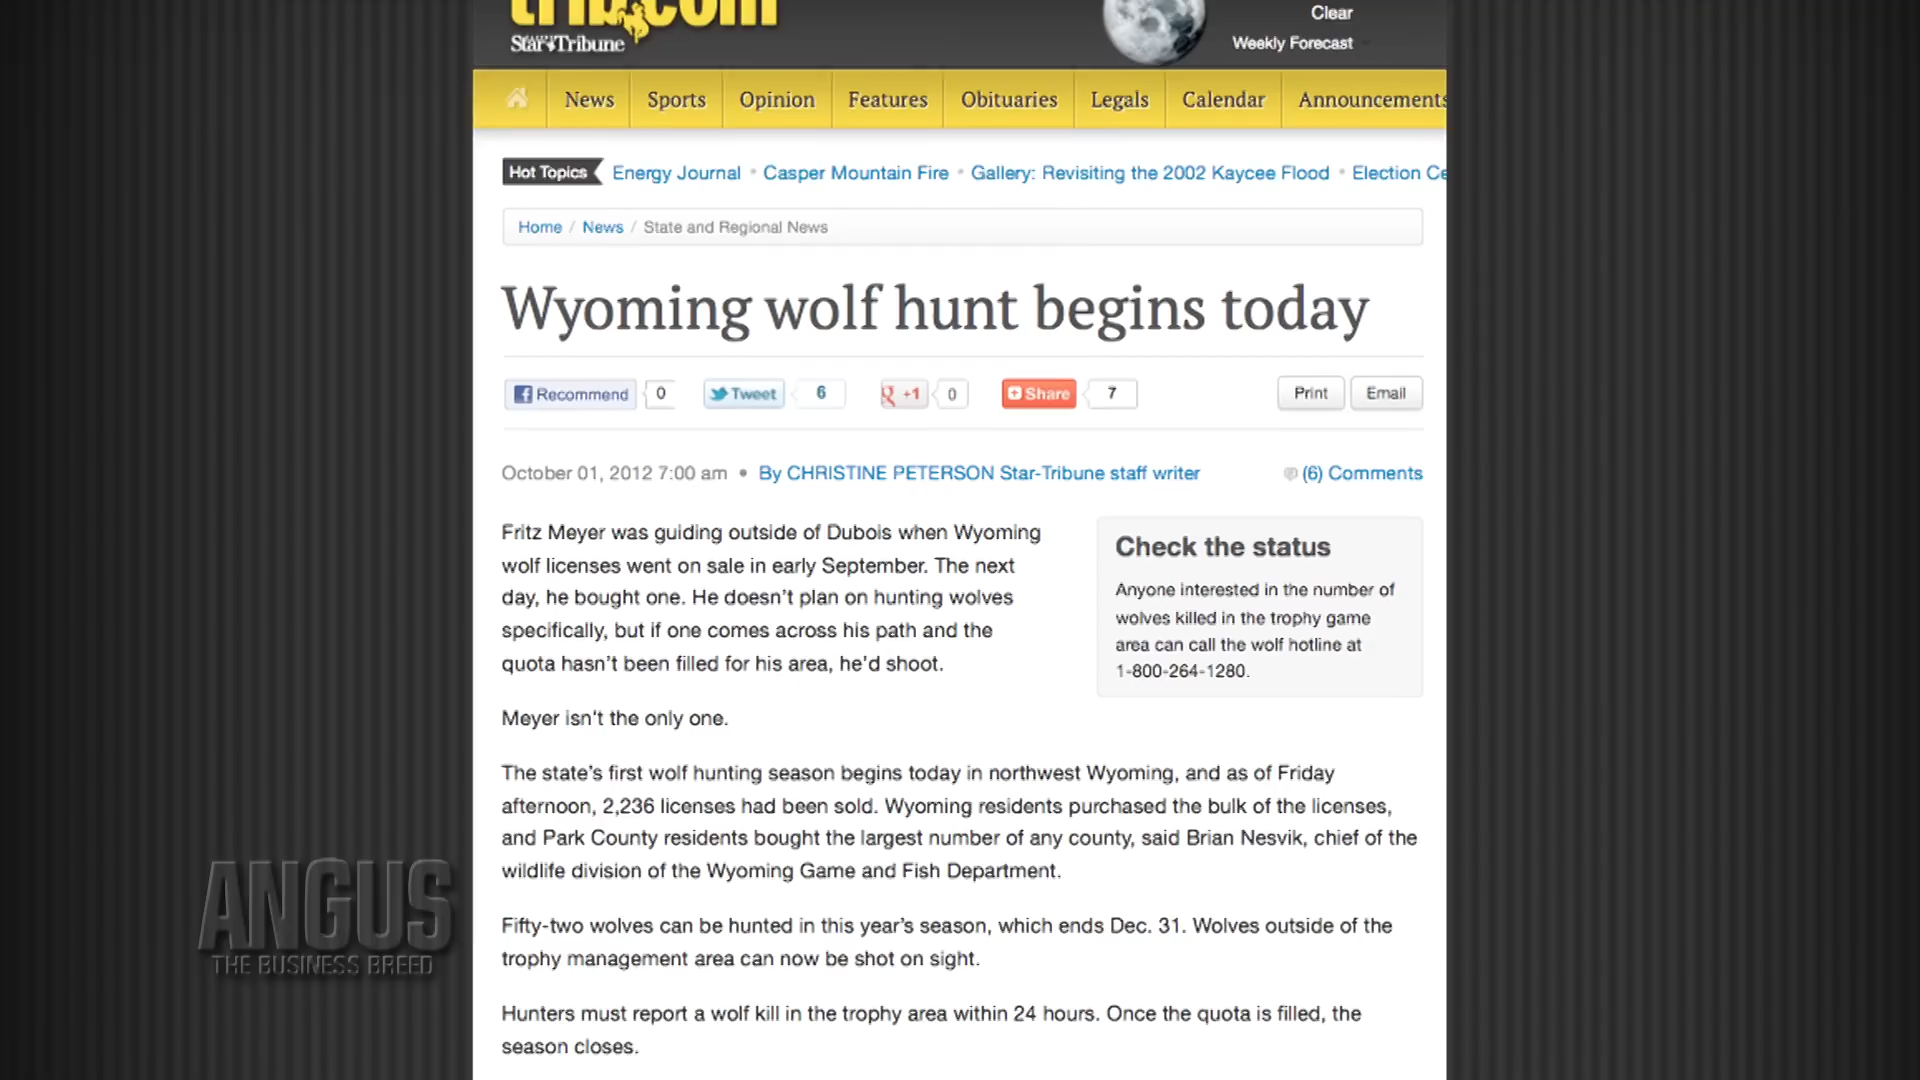 trib.com
Star-Tribune
Clear
Weekly Forecast
News Sports Opinion Features Obituaries Legals Calendar Announcements
Hot Topics Energy Journal • Casper Mountain Fire • Gallery: Revisiting the 2002 Kaycee Flood • Election Ce
Home / News / State and Regional News
Wyoming wolf hunt begins today
Recommend 0 Tweet 6 +1 0 Share 7 Print Email
October 01, 2012 7:00 am • By CHRISTINE PETERSON Star-Tribune staff writer (6) Comments
Fritz Meyer was guiding outside of Dubois when Wyoming
wolf licenses went on sale in early September. The next
day, he bought one. He doesn’t plan on hunting wolves
specifically, but if one comes across his path and the
quota hasn’t been filled for his area, he’d shoot.
Check the status
Anyone interested in the number of
wolves killed in the trophy game
area can call the wolf hotline at
1-800-264-1280.
Meyer isn’t the only one.
The state’s first wolf hunting season begins today in northwest Wyoming, and as of Friday
afternoon, 2,236 licenses had been sold. Wyoming residents purchased the bulk of the licenses,
and Park County residents bought the largest number of any county, said Brian Nesvik, chief of the
wildlife division of the Wyoming Game and Fish Department.
Fifty-two wolves can be hunted in this year’s season, which ends Dec. 31. Wolves outside of the
trophy management area can now be shot on sight.
Hunters must report a wolf kill in the trophy area within 24 hours. Once the quota is filled, the
season closes.
ANGUS
THE BUSINESS BREED